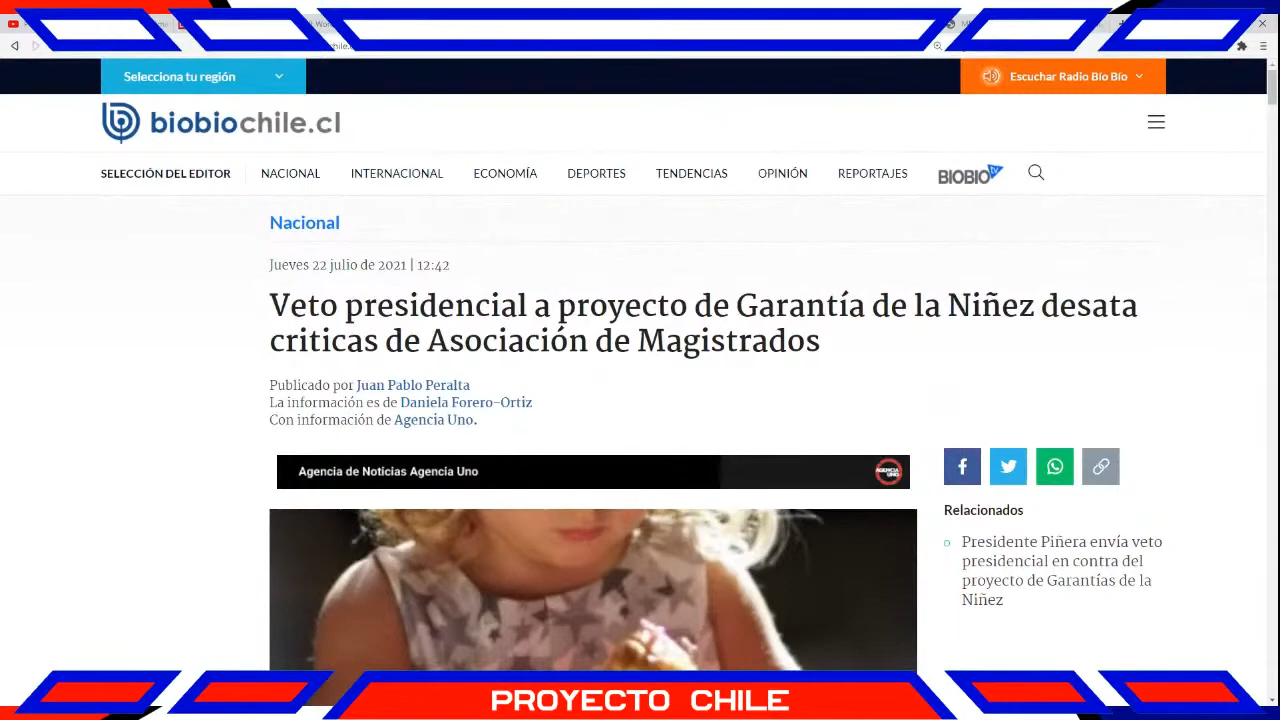 chile.
Selecciona tu región
Escuchar Radio Bío Bío
biobiochile.cl
SELECCIÓN DEL EDITOR NACIONAL INTERNACIONAL ECONOMÍA DEPORTES TENDENCIAS OPINIÓN REPORTAJES BIOBIO tv
Nacional
Jueves 22 julio de 2021 | 12:42
Veto presidencial a proyecto de Garantía de la Niñez desata
criticas de Asociación de Magistrados
Publicado por Juan Pablo Peralta
La información es de Daniela Forero-Ortiz
Con información de Agencia Uno.
Agencia de Noticias Agencia Uno
AGENCIA
UNO
Relacionados
Presidente Piñera envía veto
presidencial en contra del
proyecto de Garantías de la
Niñez
PROYECTO CHILE